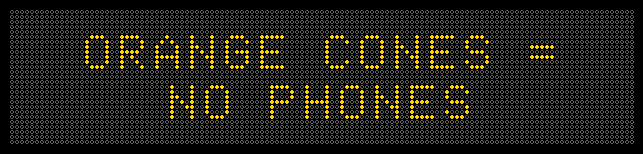 ORANGE CONES =
NO PHONES